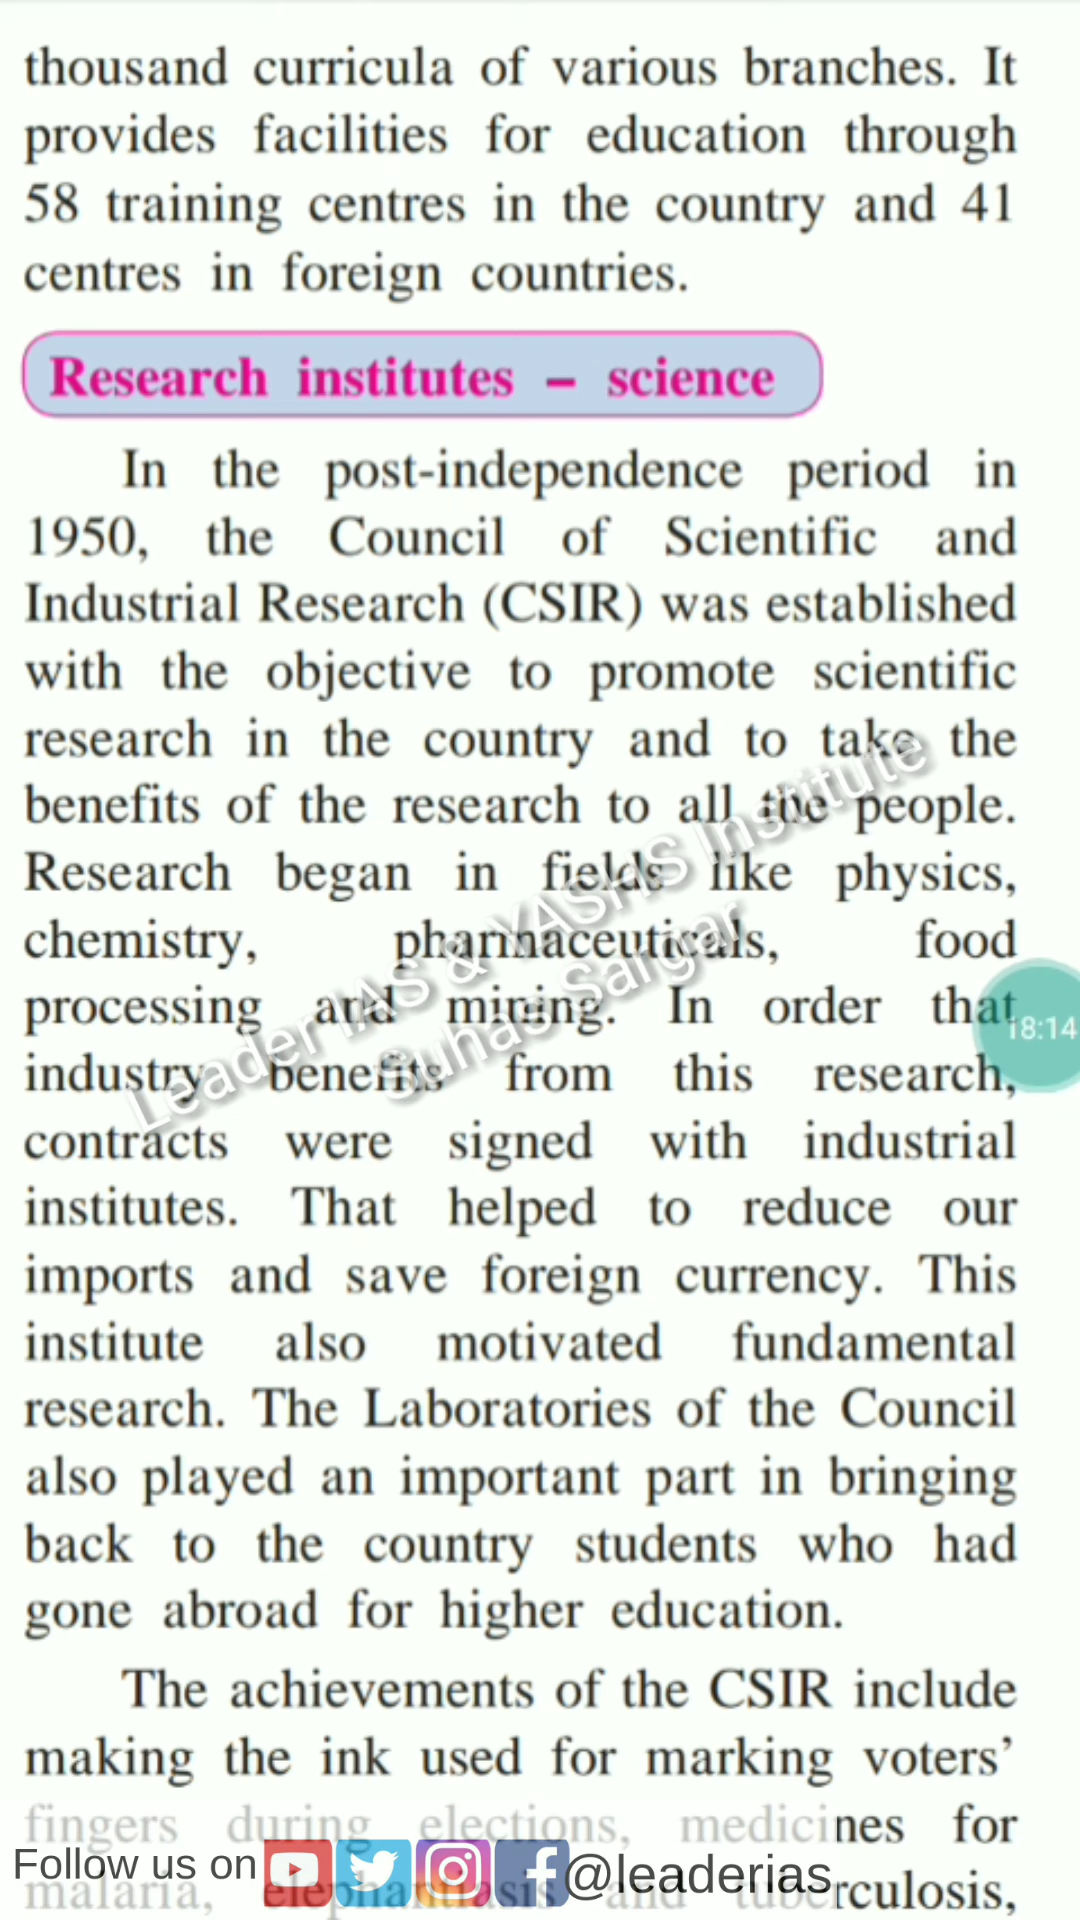 thousand curricula of various branches. It
provides facilities for education through
58 training centres in the country and 41
centres in foreign countries.
Research institutes – science
In the post-independence period in
1950, the Council of Scientific and
Industrial Research (CSIR) was established
with the objective to promote scientific
research in the country and to take the
benefits of the research to all the people.
Research began in fields like physics,
chemistry, pharmaceuticals, food
processing and mining. In order that
industry benefits from this research,
contracts were signed with industrial
institutes. That helped to reduce our
imports and save foreign currency. This
institute also motivated fundamental
research. The Laboratories of the Council
also played an important part in bringing
back to the country students who had
gone abroad for higher education.
The achievements of the CSIR include
making the ink used for marking voters'
fingers during elections, medicines for
malaria, elephantiasis and tuberculosis,
Leader IAS & YASHS Institute
Suhas Sargar
18:14
Follow us on @leaderias